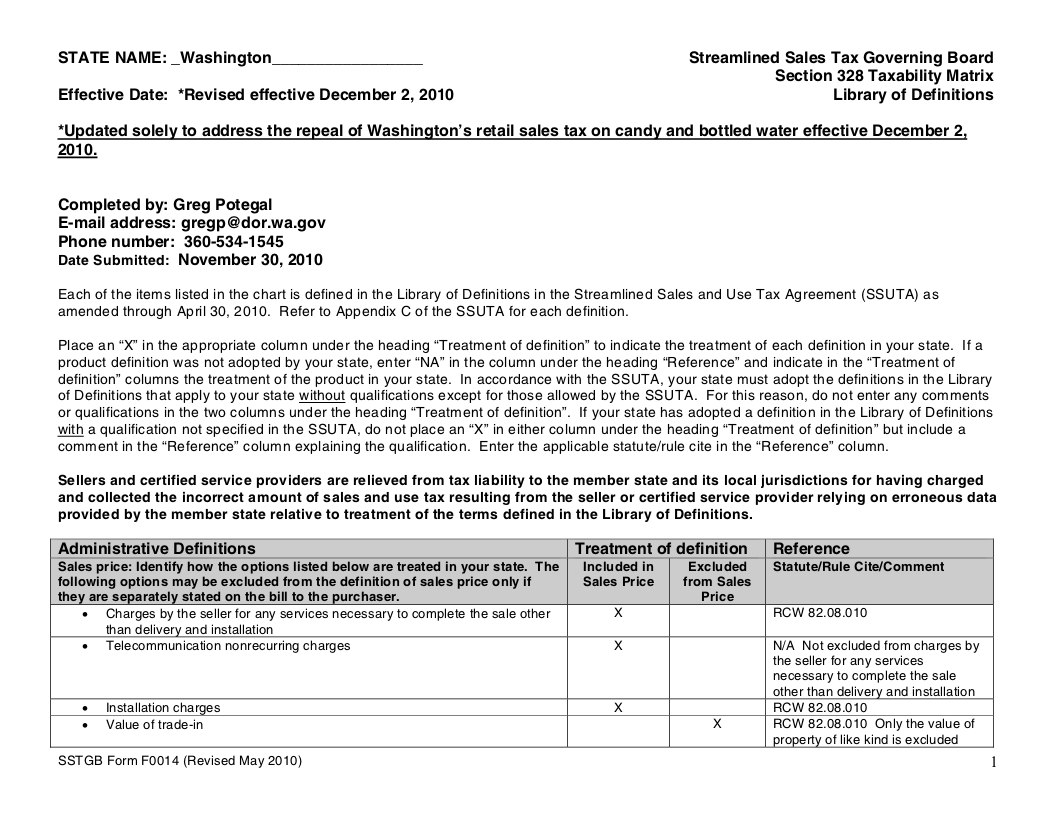 STATE NAME: _Washington_________________
Streamlined Sales Tax Governing Board
Section 328 Taxability Matrix
Effective Date:  *Revised effective December 2, 2010
Library of Definitions
*Updated solely to address the repeal of Washington's retail sales tax on candy and bottled water effective December 2,
2010.
Completed by: Greg Potegal
E-mail address: gregp@dor.wa.gov
Phone number:  360-534-1545
Date Submitted:  November 30, 2010
Each of the items listed in the chart is defined in the Library of Definitions in the Streamlined Sales and Use Tax Agreement (SSUTA) as
amended through April 30, 2010.  Refer to Appendix C of the SSUTA for each definition.
Place an “X” in the appropriate column under the heading “Treatment of definition” to indicate the treatment of each definition in your state.  If a
product definition was not adopted by your state, enter “NA” in the column under the heading “Reference” and indicate in the “Treatment of
definition” columns the treatment of the product in your state.  In accordance with the SSUTA, your state must adopt the definitions in the Library
of Definitions that apply to your state without qualifications except for those allowed by the SSUTA.  For this reason, do not enter any comments
or qualifications in the two columns under the heading “Treatment of definition”.  If your state has adopted a definition in the Library of Definitions
with a qualification not specified in the SSUTA, do not place an “X” in either column under the heading “Treatment of definition” but include a
comment in the “Reference” column explaining the qualification.  Enter the applicable statute/rule cite in the “Reference” column.
Sellers and certified service providers are relieved from tax liability to the member state and its local jurisdictions for having charged
and collected the incorrect amount of sales and use tax resulting from the seller or certified service provider relying on erroneous data
provided by the member state relative to treatment of the terms defined in the Library of Definitions.
Administrative Definitions
Treatment of definition
Reference
Sales price: Identify how the options listed below are treated in your state.  The
following options may be excluded from the definition of sales price only if
they are separately stated on the bill to the purchaser.
Included in
Sales Price
Excluded
from Sales
Price
Statute/Rule Cite/Comment
• Charges by the seller for any services necessary to complete the sale other
than delivery and installation
X
RCW 82.08.010
• Telecommunication nonrecurring charges
X
N/A  Not excluded from charges by
the seller for any services
necessary to complete the sale
other than delivery and installation
• Installation charges
X
RCW 82.08.010
• Value of trade-in
X
RCW 82.08.010  Only the value of
property of like kind is excluded
SSTGB Form F0014 (Revised May 2010)
1